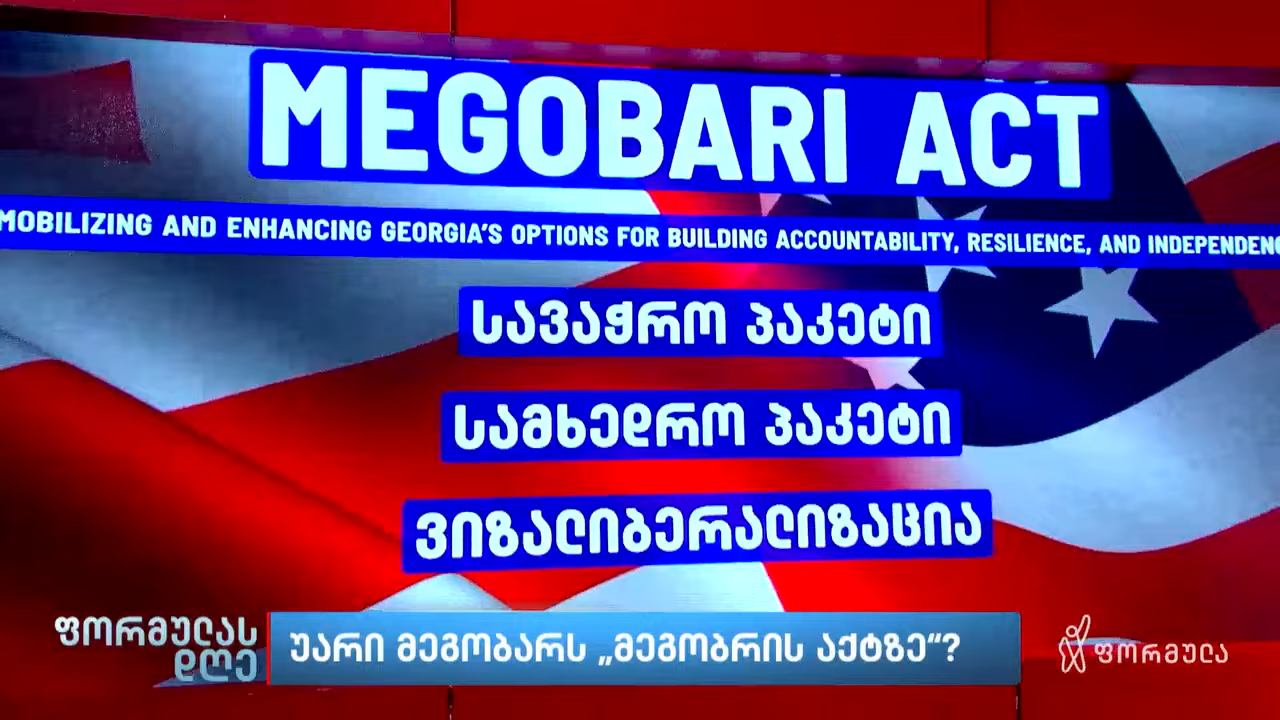 MEGOBARI ACT
MOBILIZING AND ENHANCING GEORGIA'S OPTIONS FOR BUILDING ACCOUNTABILITY, RESILIENCE, AND
სავაჭრო პაკეტი
სამხედრო პაკეტი
ვიზალიბერალიზაცია
ფორმულას
დღე
უარი მეგობარს „მეგობრის აქტზე“?
ფორმულა